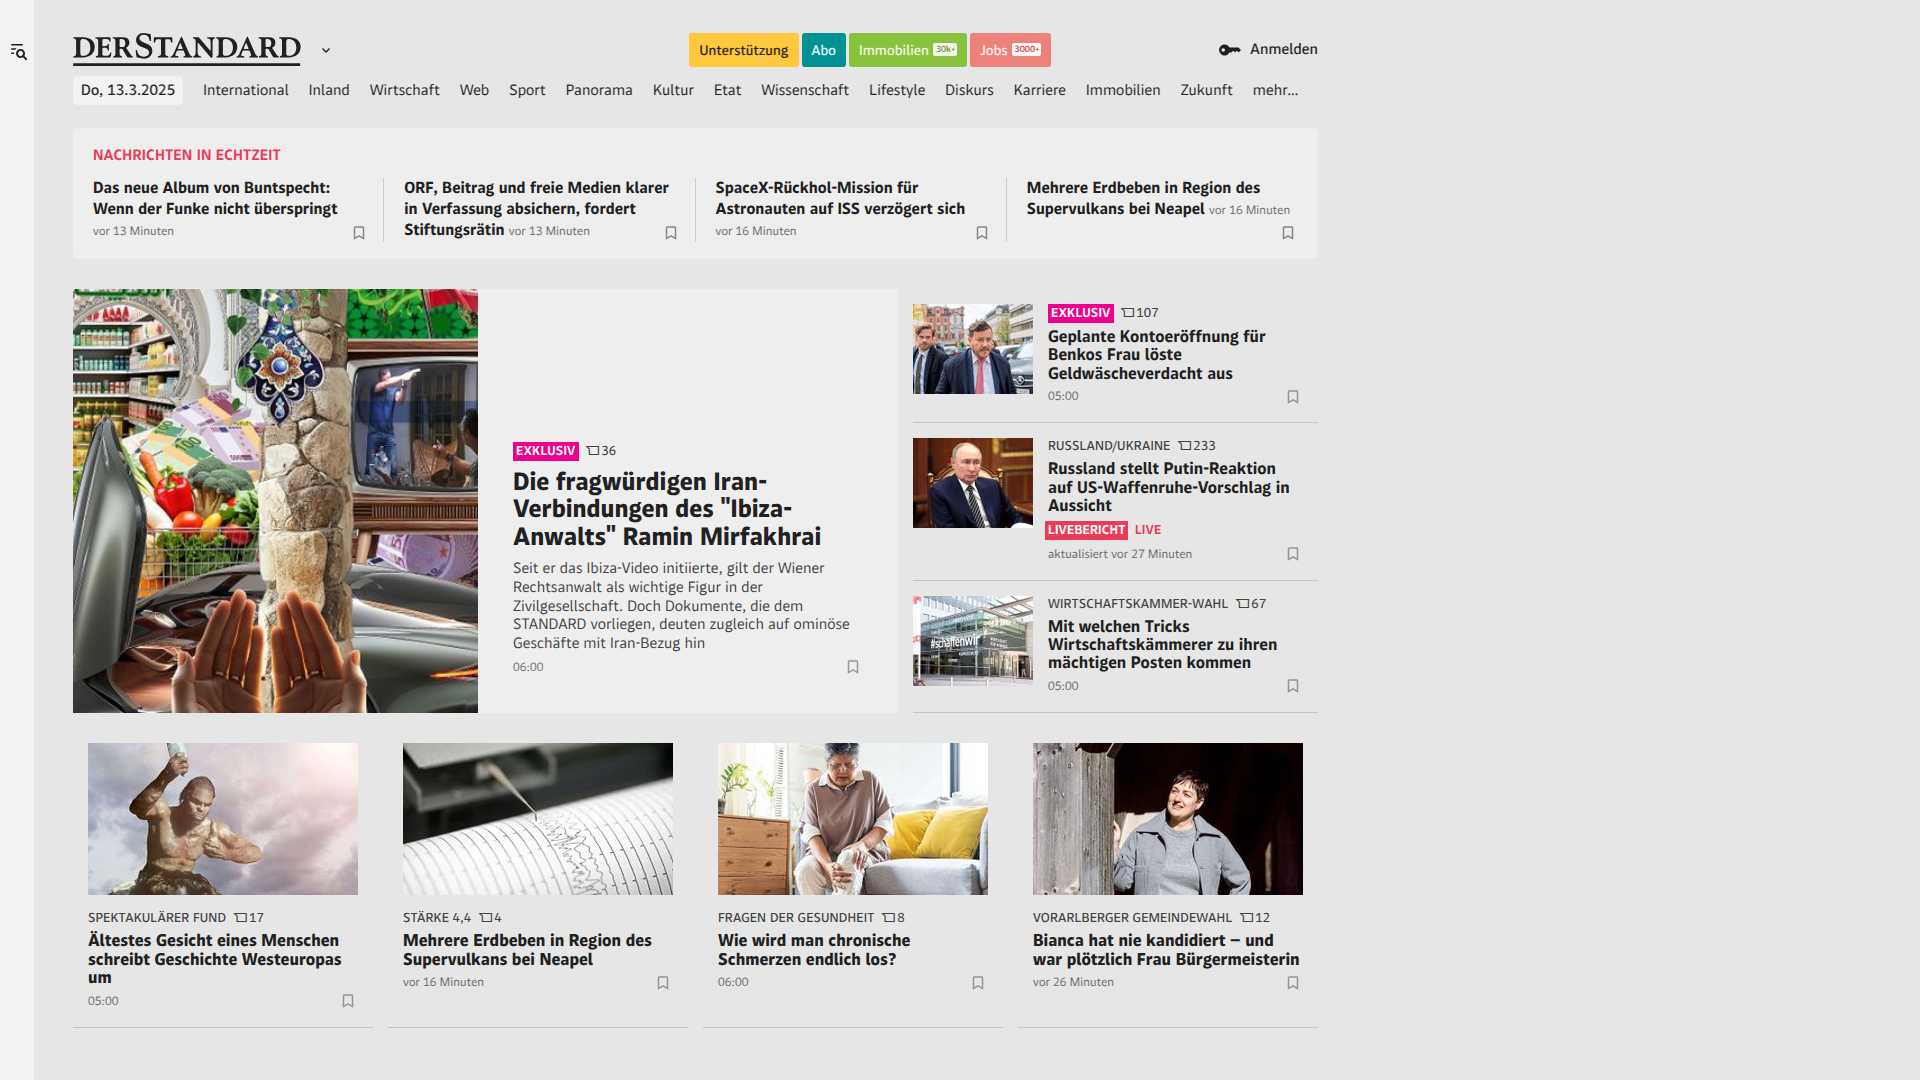 DERSTANDARD
Unterstützung
Abo
Immobilien 30k+
Jobs 3000+
Anmelden
Do, 13.3.2025
International
Inland
Wirtschaft
Web
Sport
Panorama
Kultur
Etat
Wissenschaft
Lifestyle
Diskurs
Karriere
Immobilien
Zukunft
mehr...
NACHRICHTEN IN ECHTZEIT
Das neue Album von Buntspecht:
Wenn der Funke nicht überspringt
vor 13 Minuten
ORF, Beitrag und freie Medien klarer
in Verfassung absichern, fordert
Stiftungsrätin vor 13 Minuten
SpaceX-Rückhol-Mission für
Astronauten auf ISS verzögert sich
vor 16 Minuten
Mehrere Erdbeben in Region des
Supervulkans bei Neapel vor 16 Minuten
EXKLUSIV 36
Die fragwürdigen Iran-
Verbindungen des "Ibiza-
Anwalts" Ramin Mirfakhrai
Seit er das Ibiza-Video initiierte, gilt der Wiener
Rechtsanwalt als wichtige Figur in der
Zivilgesellschaft. Doch Dokumente, die dem
STANDARD vorliegen, deuten zugleich auf ominöse
Geschäfte mit Iran-Bezug hin
06:00
EXKLUSIV 107
Geplante Kontoeröffnung für
Benkos Frau löste
Geldwäscheverdacht aus
05:00
RUSSLAND/UKRAINE 233
Russland stellt Putin-Reaktion
auf US-Waffenruhe-Vorschlag in
Aussicht
LIVEBERICHT LIVE
aktualisiert vor 27 Minuten
#schaffenwir
WIRTSCHAFTSKAMMER-WAHL 67
Mit welchen Tricks
Wirtschaftskämmerer zu ihren
mächtigen Posten kommen
05:00
SPEKTAKULÄRER FUND 17
Ältestes Gesicht eines Menschen
schreibt Geschichte Westeuropas
um
05:00
STÄRKE 4,4 4
Mehrere Erdbeben in Region des
Supervulkans bei Neapel
vor 16 Minuten
FRAGEN DER GESUNDHEIT 8
Wie wird man chronische
Schmerzen endlich los?
06:00
VORARLBERGER GEMEINDEWAHL 12
Bianca hat nie kandidiert – und
war plötzlich Frau Bürgermeisterin
vor 26 Minuten